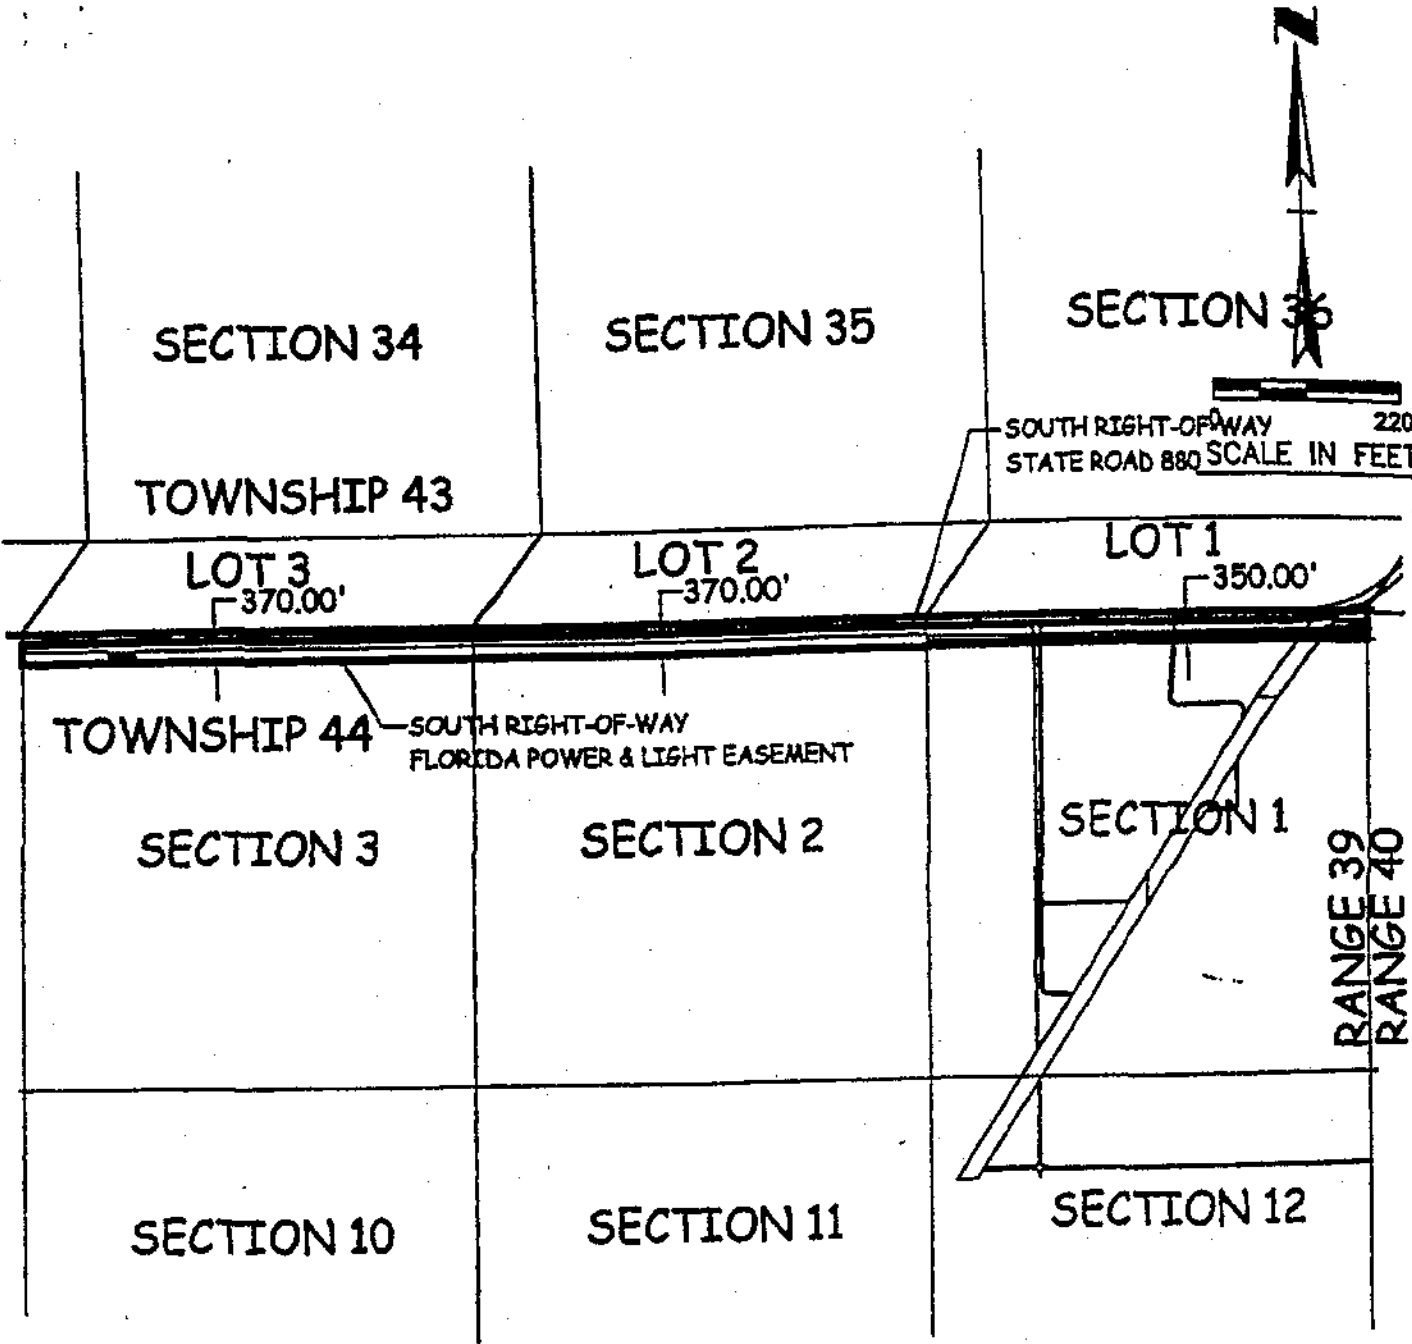 N
SECTION 34
SECTION 35
SECTION 36
0
220
SOUTH RIGHT-OF-WAY
STATE ROAD 880
SCALE IN FEET
TOWNSHIP 43
LOT 3
370.00'
LOT 2
370.00'
LOT 1
350.00'
TOWNSHIP 44
SOUTH RIGHT-OF-WAY
FLORIDA POWER & LIGHT EASEMENT
SECTION 3
SECTION 2
SECTION 1
RANGE 39
RANGE 40
SECTION 10
SECTION 11
SECTION 12